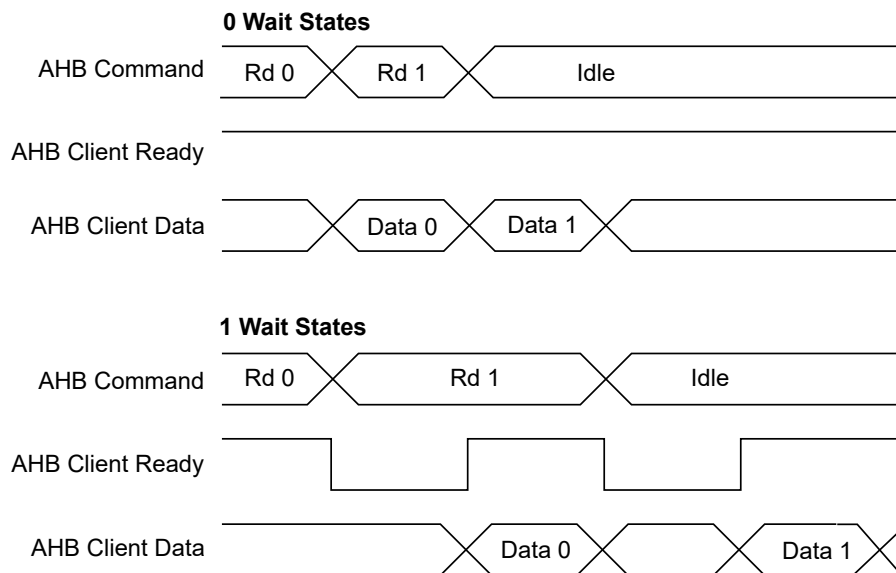 0 Wait States
AHB Command Rd 0 Rd 1 Idle
AHB Client Ready
AHB Client Data Data 0 Data 1
1 Wait States
AHB Command Rd 0 Rd 1 Idle
AHB Client Ready
AHB Client Data Data 0 Data 1